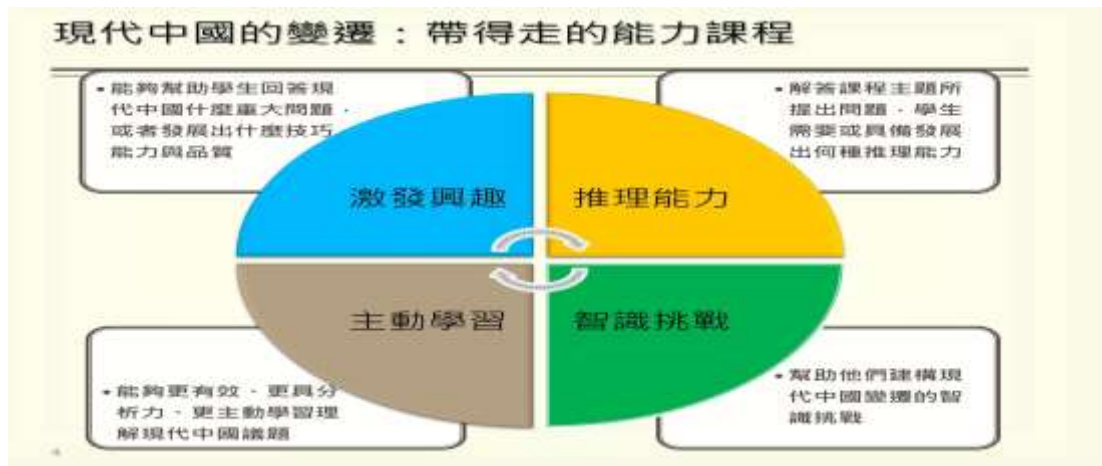 現代中國的變遷：帶得走的能力課程
•能夠幫助學生回答現
代中國什麼重大問題，
或者發展出什麼技巧、
能力與品質
•解答課程主題所
提出問題，學生
需要或具備發展
出何種推理能力
激發興趣
推理能力
主動學習
智識挑戰
•能夠更有效、更具分
析力、更主動學習理
解現代中國議題
•幫助他們建構現
代中國變遷的智
識挑戰
4